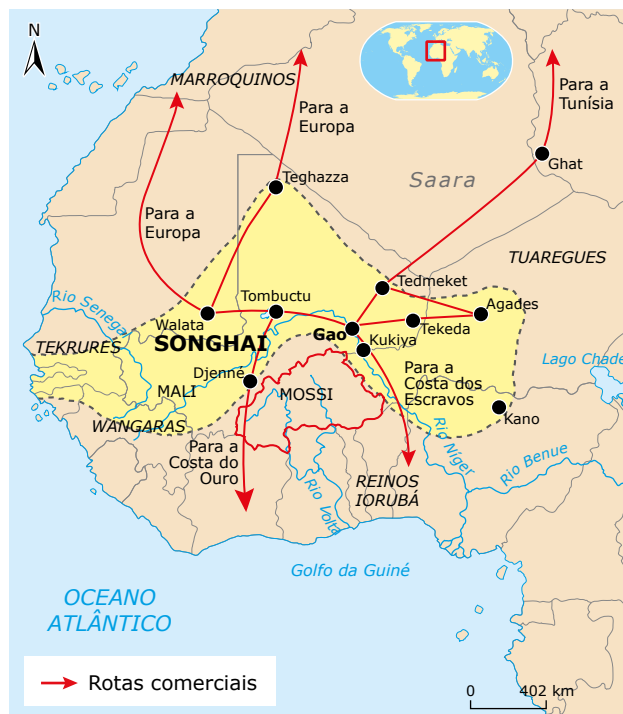 N
MARROQUINOS
Para a
Europa
Para a
Tunísia
Teghazza
Ghat
Saara
Para a
Europa
TUAREGUES
Tedmeket
Rio Senegal
Tombuctu
Agades
Walata
Gao
Tekeda
SONGHAI
Kukiya
TEKRURES
Lago Chade
Djenné
Para a
Costa dos
Escravos
MALI
MOSSI
Kano
WANGARAS
Para a
Costa do
Ouro
Rio Níger
Rio Benue
REINOS
IORUBÁ
Rio Volta
Golfo da Guiné
OCEANO
ATLÂNTICO
Rotas comerciais
0 402 km